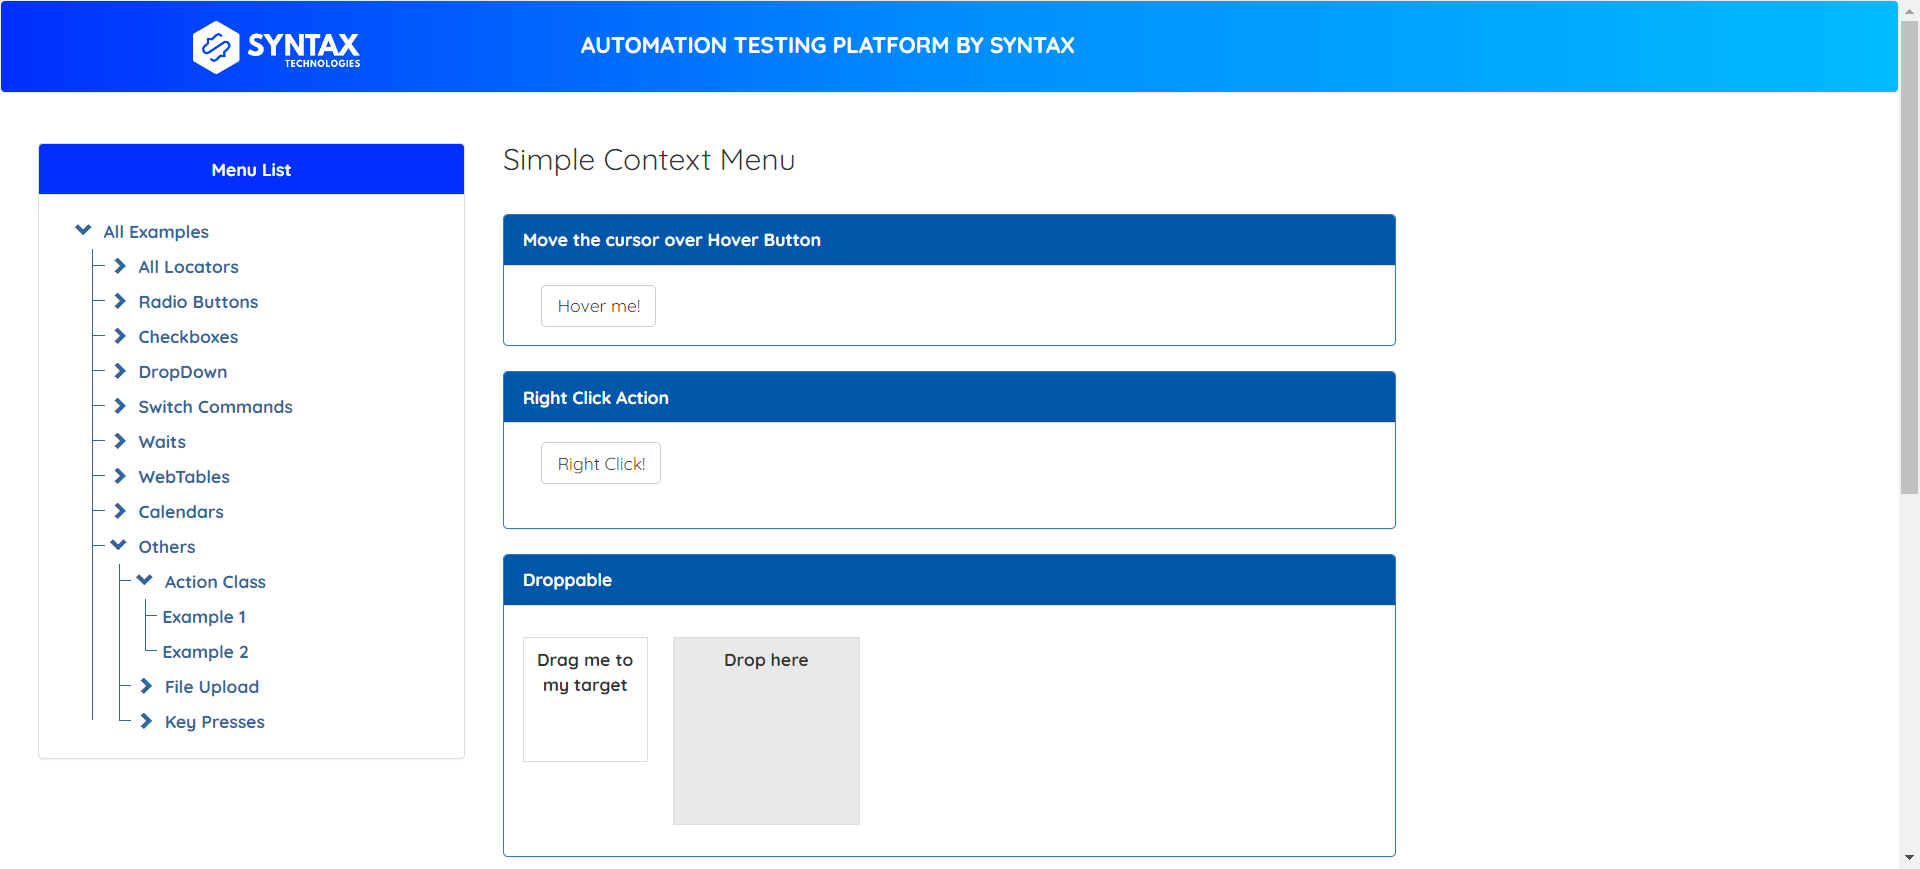 SYNTAX
TECHNOLOGIES
AUTOMATION TESTING PLATFORM BY SYNTAX
Menu List
All Examples
All Locators
Radio Buttons
Checkboxes
DropDown
Switch Commands
Waits
WebTables
Calendars
Others
Action Class
Example 1
Example 2
File Upload
Key Presses
Simple Context Menu
Move the cursor over Hover Button
Hover me!
Right Click Action
Right Click!
Droppable
Drag me to
my target
Drop here